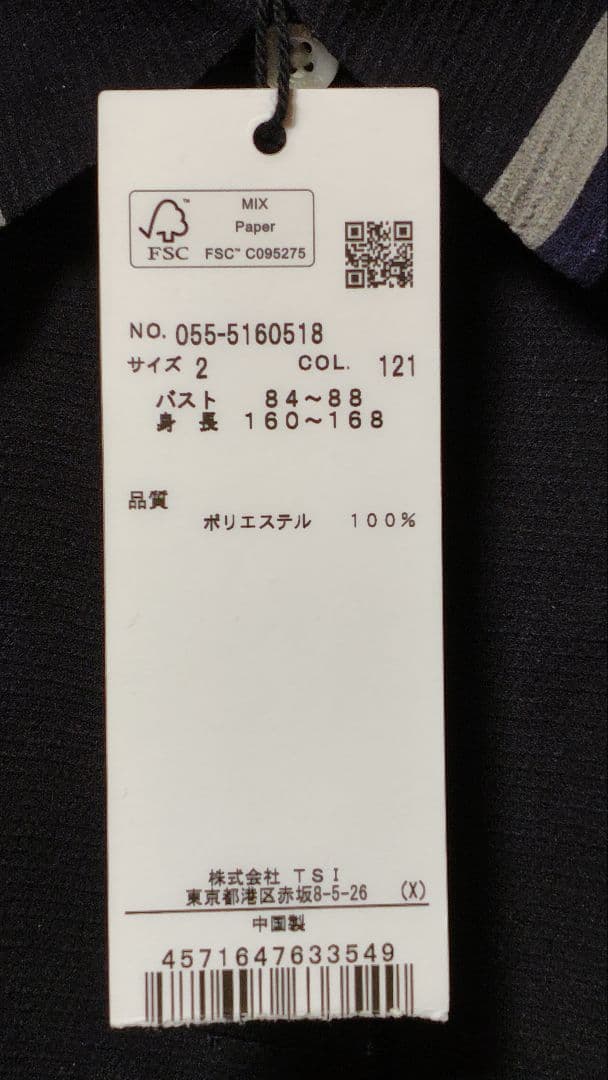 MIX
Paper
FSC™ C095275
FSC
NO. 055-5160518
サイズ 2 COL. 121
バスト 84～88
身 長 160～168
品質
ポリエステル 100%
株式会社 TSI
東京都港区赤坂8-5-26 (X)
中国製
4571647633549